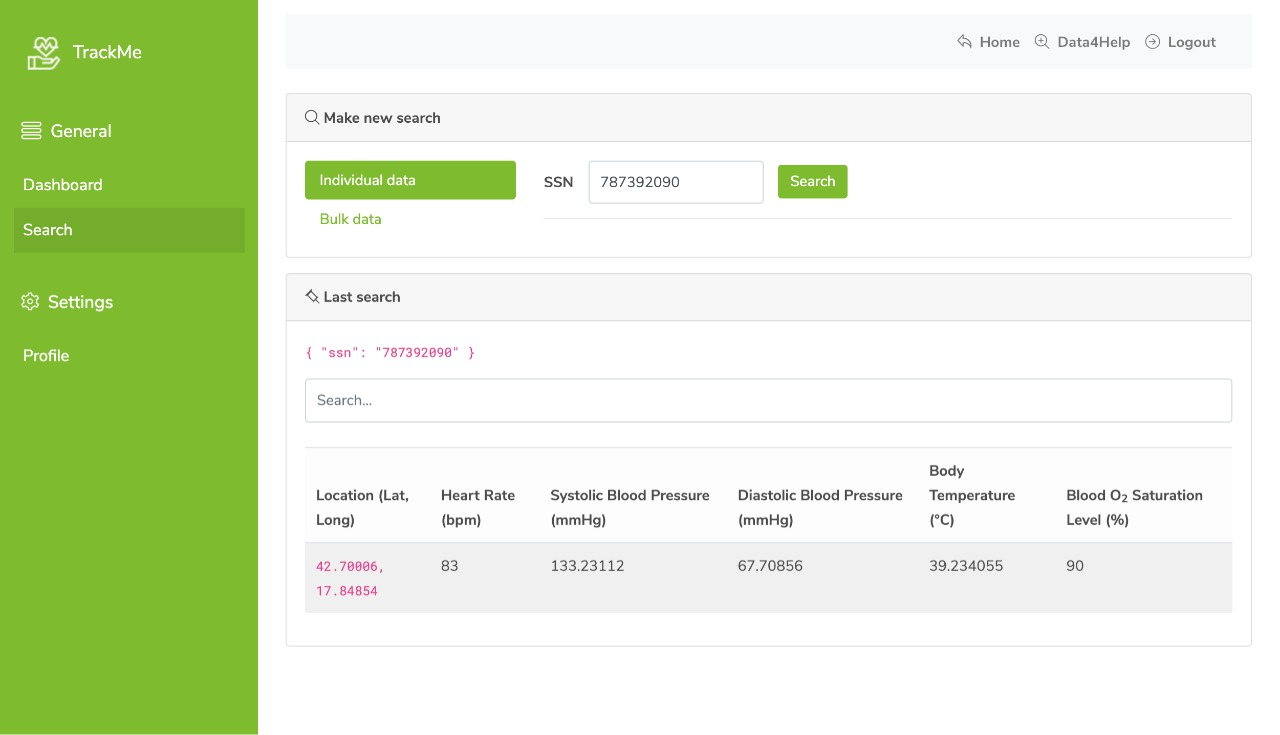 TrackMe
General
Dashboard
Search
Settings
Profile
Home Data4Help Logout
Make new search
Individual data
Bulk data
SSN 787392090 Search
Last search
{ "ssn": "787392090" }
Search...
Location (Lat, Long) Heart Rate (bpm) Systolic Blood Pressure (mmHg) Diastolic Blood Pressure (mmHg) Body Temperature (°C) Blood O₂ Saturation Level (%)
42.70006, 17.84854 83 133.23112 67.70856 39.234055 90